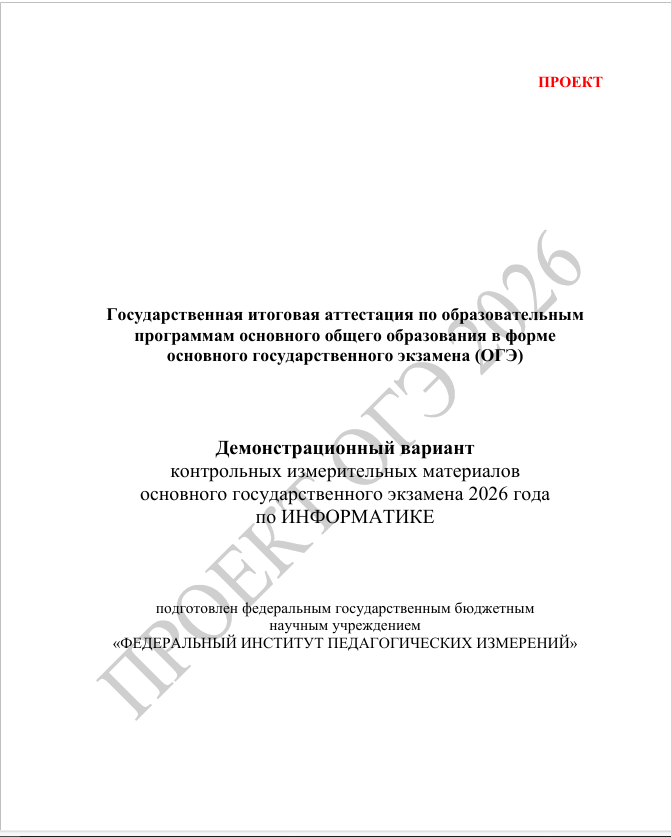 ПРОЕКТ
Государственная итоговая аттестация по образовательным
программам основного общего образования в форме
основного государственного экзамена (ОГЭ)
Демонстрационный вариант
контрольных измерительных материалов
основного государственного экзамена 2026 года
по ИНФОРМАТИКЕ
подготовлен федеральным государственным бюджетным
научным учреждением
«ФЕДЕРАЛЬНЫЙ ИНСТИТУТ ПЕДАГОГИЧЕСКИХ ИЗМЕРЕНИЙ»
ПРОЕКТ ОГЭ 2026